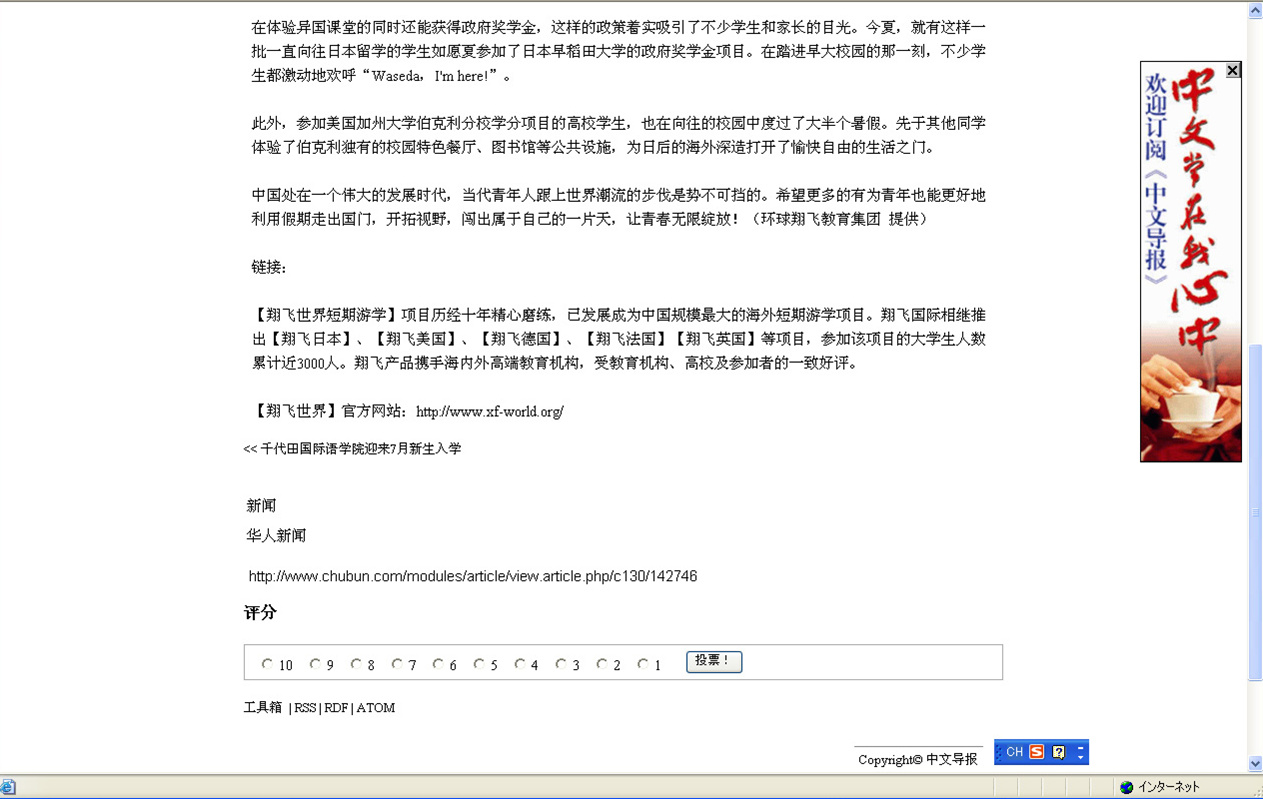 在体验异国课堂的同时还能获得政府奖学金，这样的政策着实吸引了不少学生和家长的目光。今夏，就有这样一
批一直向往日本留学的学生如愿夏参加了日本早稻田大学的政府奖学金项目。在踏进早大校园的那一刻，不少学
生都激动地欢呼“Waseda，I'm here!”。
此外，参加美国加州大学伯克利分校学分项目的高校学生，也在向往的校园中度过了大半个暑假。先于其他同学
体验了伯克利独有的校园特色餐厅、图书馆等公共设施，为日后的海外深造打开了愉快自由的生活之门。
中国处在一个伟大的发展时代，当代青年人跟上世界潮流的步伐是势不可挡的。希望更多的有为青年也能更好地
利用假期走出国门，开拓视野，闯出属于自己的一片天，让青春无限绽放！（环球翔飞教育集团 提供）
链接：
【翔飞世界短期游学】项目历经十年精心磨练，已发展成为中国规模最大的海外短期游学项目。翔飞国际相继推
出【翔飞日本】、【翔飞美国】、【翔飞德国】、【翔飞法国】【翔飞英国】等项目，参加该项目的大学生人数
累计近3000人。翔飞产品携手海内外高端教育机构，受教育机构、高校及参加者的一致好评。
【翔飞世界】官方网站：http://www.xf-world.org/
<< 千代田国际语学院迎来7月新生入学
新闻
华人新闻
http://www.chubun.com/modules/article/view.article.php/c130/142746
评分
10 9 8 7 6 5 4 3 2 1 投票！
工具箱 | RSS | RDF | ATOM
Copyright© 中文导报
中文学在我心中
欢迎订阅《中文导报》
CH S ?
インターネット